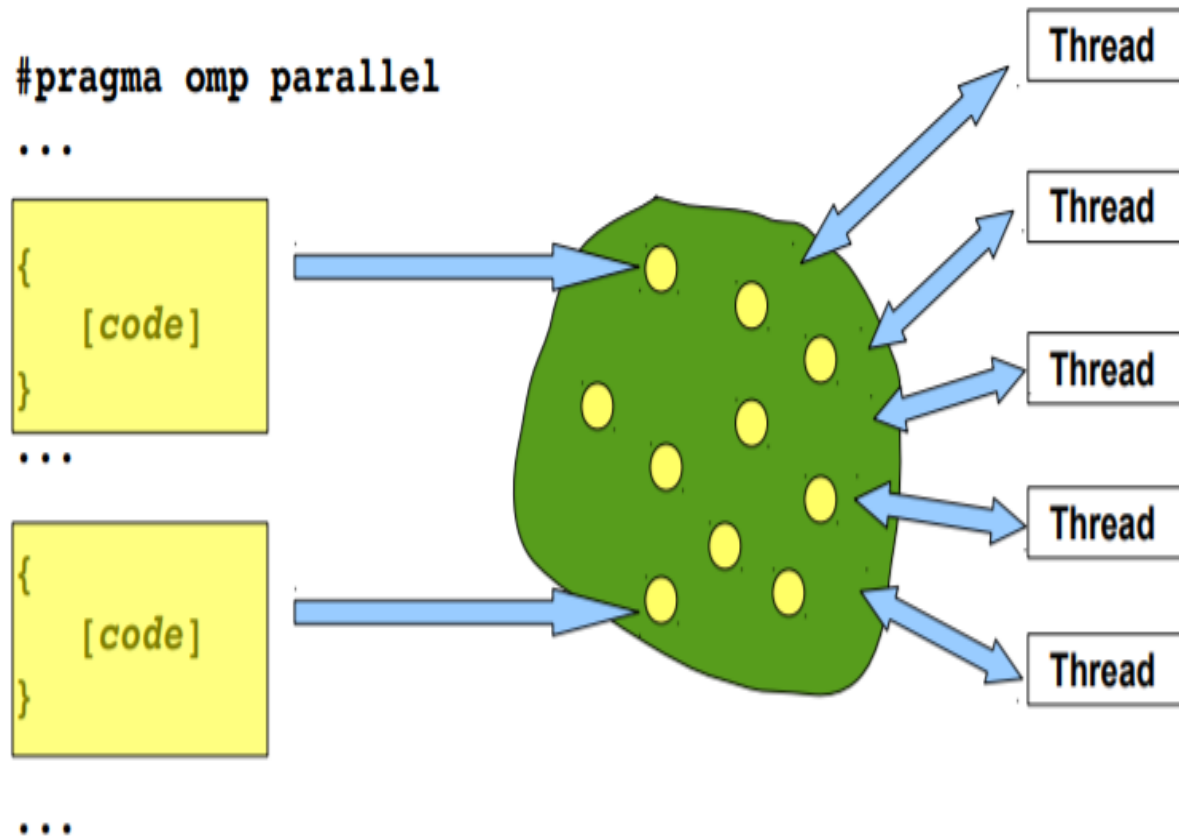 #pragma omp parallel
...
{
[code]
}
...
{
[code]
}
...
Thread
Thread
Thread
Thread
Thread